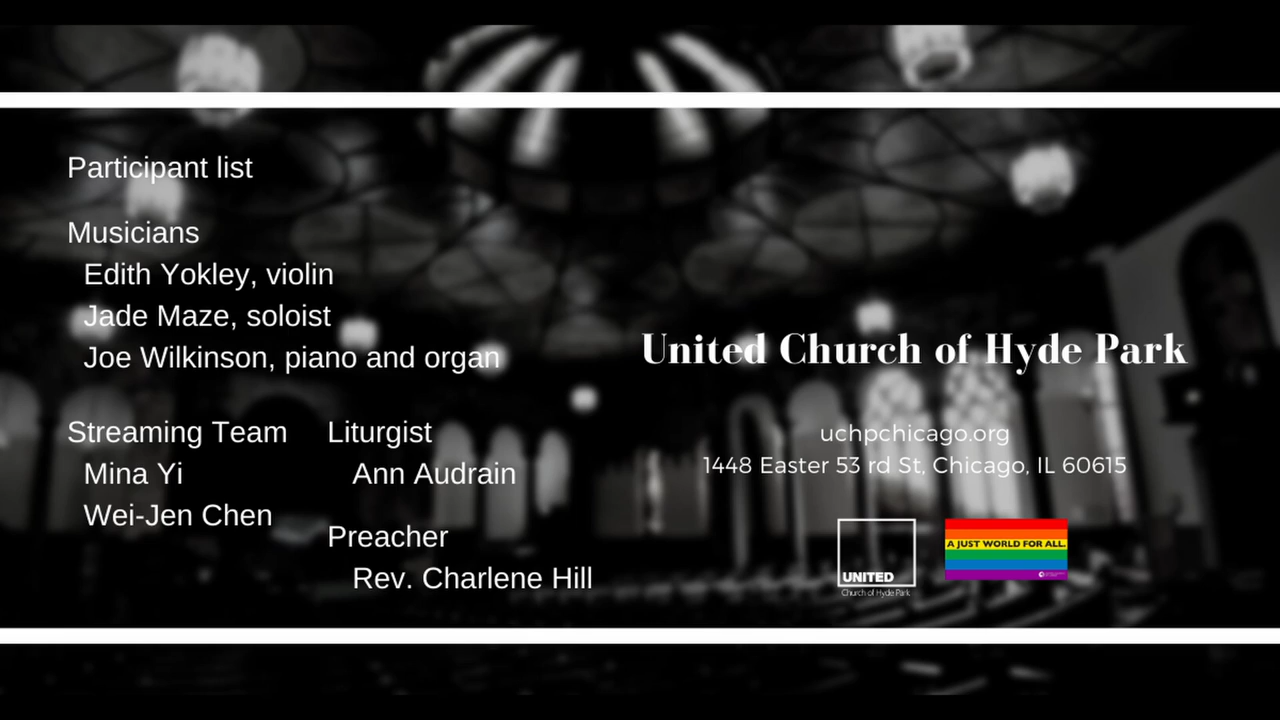 Participant list
Musicians
Edith Yokley, violin
Jade Maze, soloist
Joe Wilkinson, piano and organ
Streaming Team
Mina Yi
Wei-Jen Chen
Liturgist
Ann Audrain
Preacher
Rev. Charlene Hill
United Church of Hyde Park
uchpchicago.org
1448 Easter 53 rd St, Chicago, IL 60615
UNITED
Church of Hyde Park
A JUST WORLD FOR ALL.